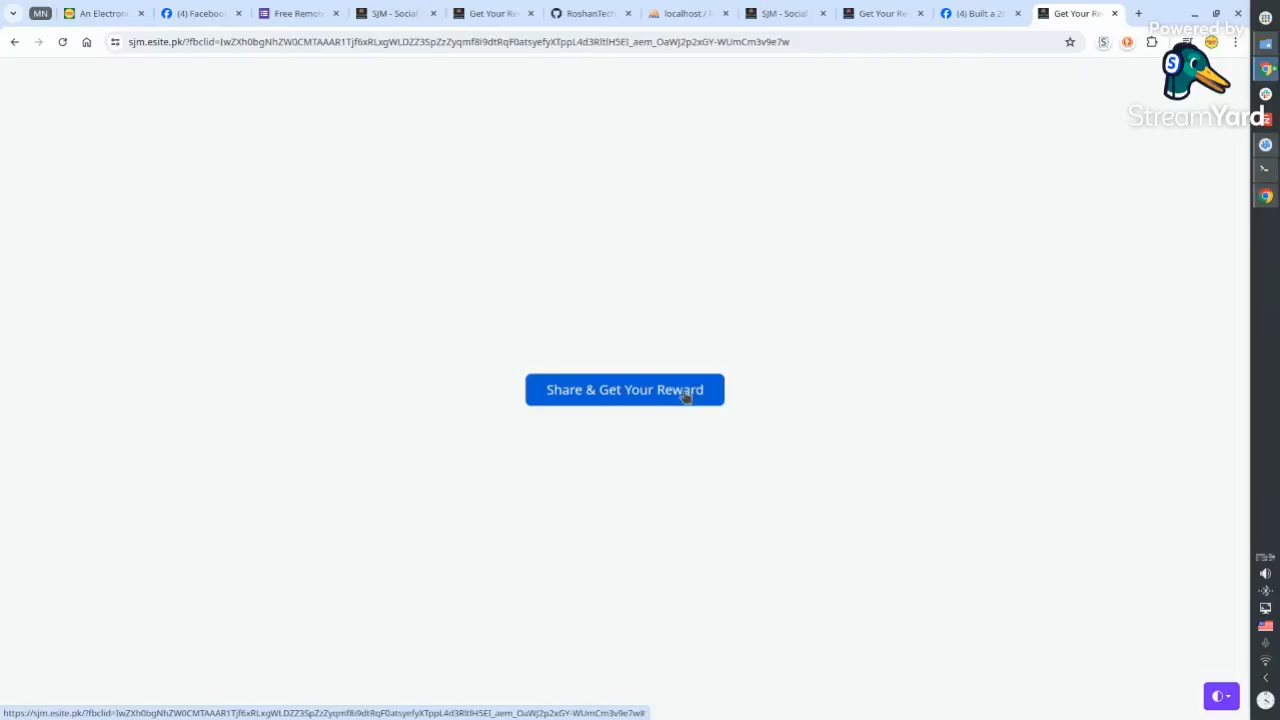 MN
An Electron
(4) Faceboo
Free Remot
SJM - Social
Get Your Re
RoshanTech
localhost / l
SJM - Social
Get Your Re
(4) Built a 2
Get Your Re
Powered by
StreamYard
Share & Get Your Reward